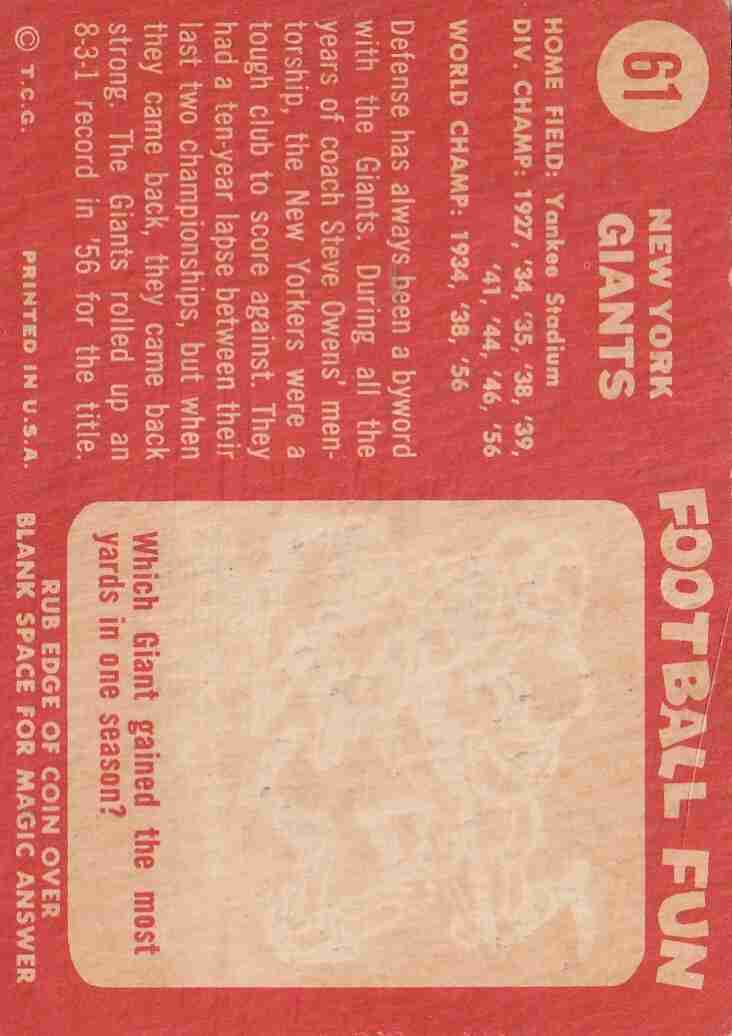 61
NEW YORK
GIANTS
HOME FIELD: Yankee Stadium
DIV. CHAMP: 1927, '34, '35, '38, '39,
'41, '44, '46, '56
WORLD CHAMP: 1934, '38, '56
Defense has always been a byword
with the Giants. During all the
years of coach Steve Owens' men-
torship, the New Yorkers were a
tough club to score against. They
had a ten-year lapse between their
last two championships, but when
they came back, they came back
strong. The Giants rolled up an
8-3-1 record in '56 for the title.
© T.C.G. PRINTED IN U.S.A.
FOOTBALL FUN
Which Giant gained the most
yards in one season?
RUB EDGE OF COIN OVER
BLANK SPACE FOR MAGIC ANSWER